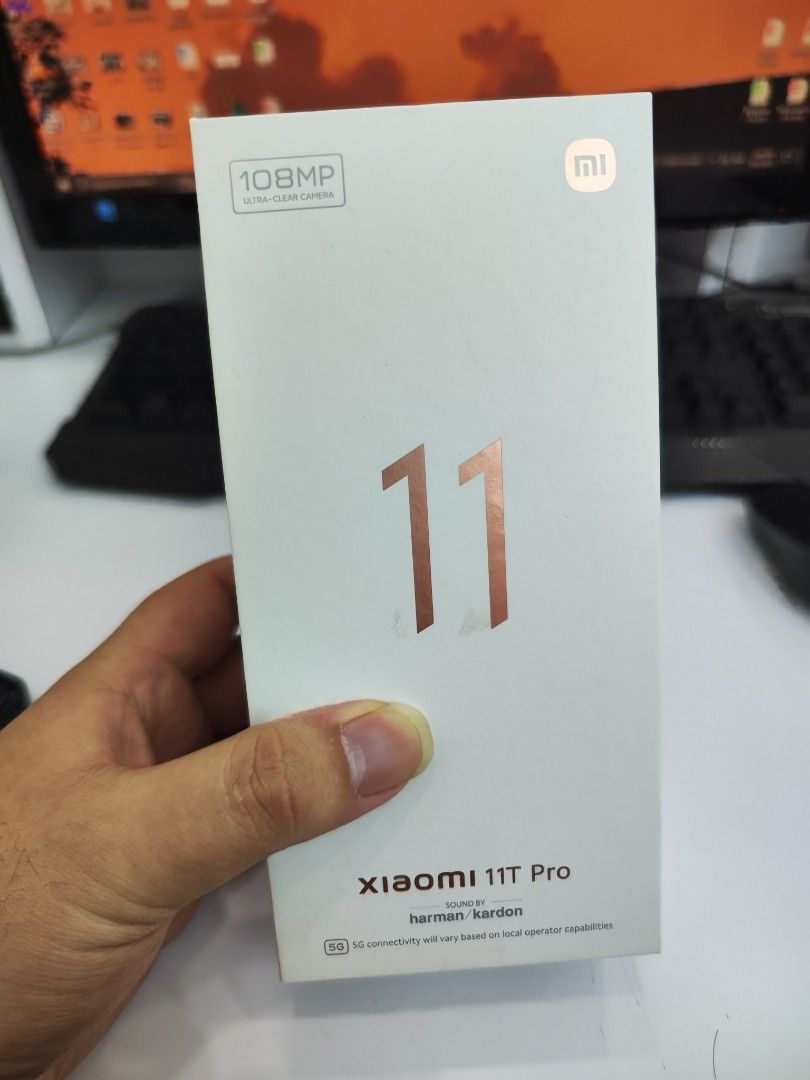 108MP
ULTRA-CLEAR CAMERA
mi
11
xiaomi 11T Pro
SOUND BY
harman/kardon
5G 5G connectivity will vary based on local operator capabilities